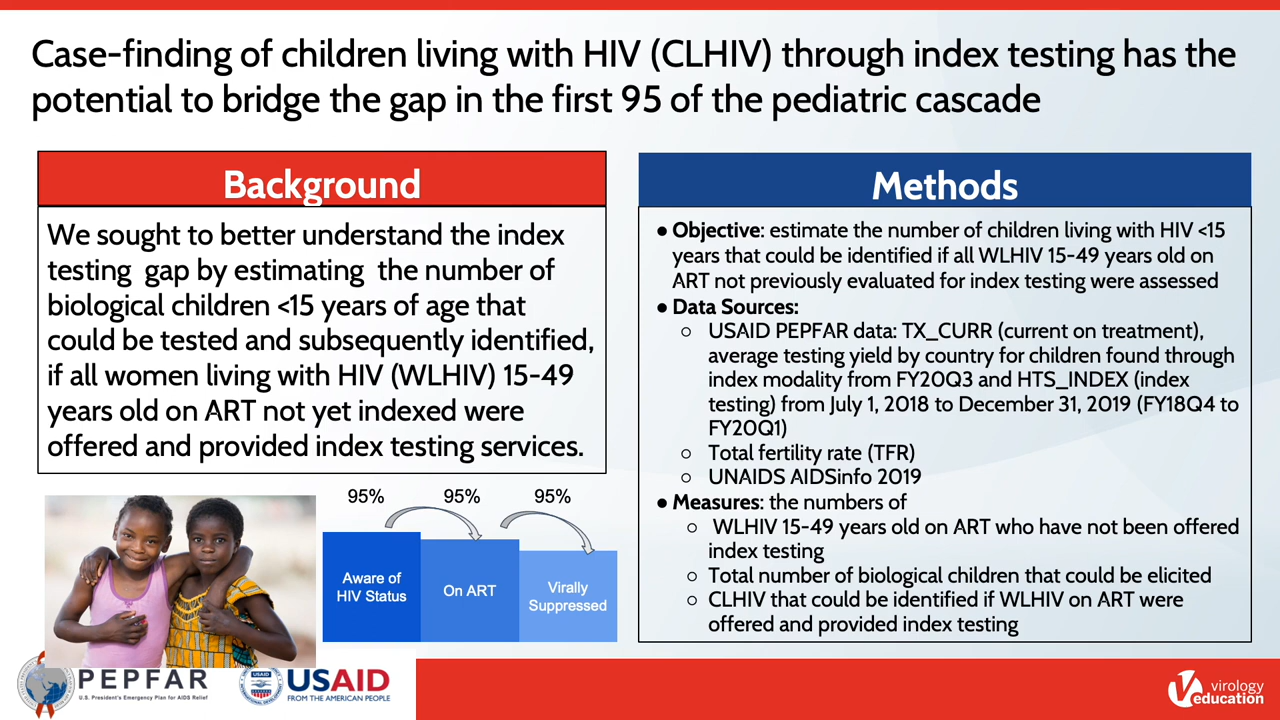 Case-finding of children living with HIV (CLHIV) through index testing has the
potential to bridge the gap in the first 95 of the pediatric cascade
Background
We sought to better understand the index
testing gap by estimating the number of
biological children <15 years of age that
could be tested and subsequently identified,
if all women living with HIV (WLHIV) 15-49
years old on ART not yet indexed were
offered and provided index testing services.
95%
95%
95%
Aware of
HIV Status
On ART
Virally
Suppressed
Methods
● Objective: estimate the number of children living with HIV <15
years that could be identified if all WLHIV 15-49 years old on
ART not previously evaluated for index testing were assessed
● Data Sources:
○ USAID PEPFAR data: TX_CURR (current on treatment),
average testing yield by country for children found through
index modality from FY20Q3 and HTS_INDEX (index
testing) from July 1, 2018 to December 31, 2019 (FY18Q4 to
FY20Q1)
○ Total fertility rate (TFR)
○ UNAIDS AIDSinfo 2019
● Measures: the numbers of
○ WLHIV 15-49 years old on ART who have not been offered
index testing
○ Total number of biological children that could be elicited
○ CLHIV that could be identified if WLHIV on ART were
offered and provided index testing
PEPFAR
U.S. President's Emergency Plan for AIDS Relief
USAID
USAID
FROM THE AMERICAN PEOPLE
virology
education